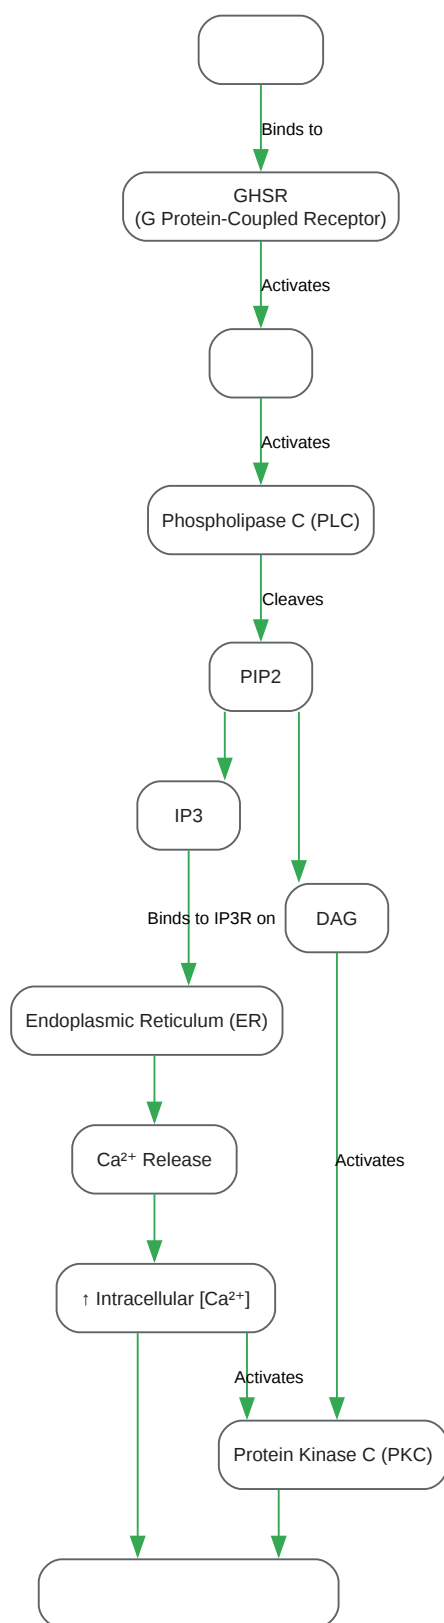 Binds to
GHSR
(G Protein-Coupled Receptor)
Activates
Activates
Phospholipase C (PLC)
Cleaves
PIP2
IP3
Binds to IP3R on
DAG
Endoplasmic Reticulum (ER)
Ca²⁺ Release
Activates
↑ Intracellular [Ca²⁺]
Activates
Protein Kinase C (PKC)